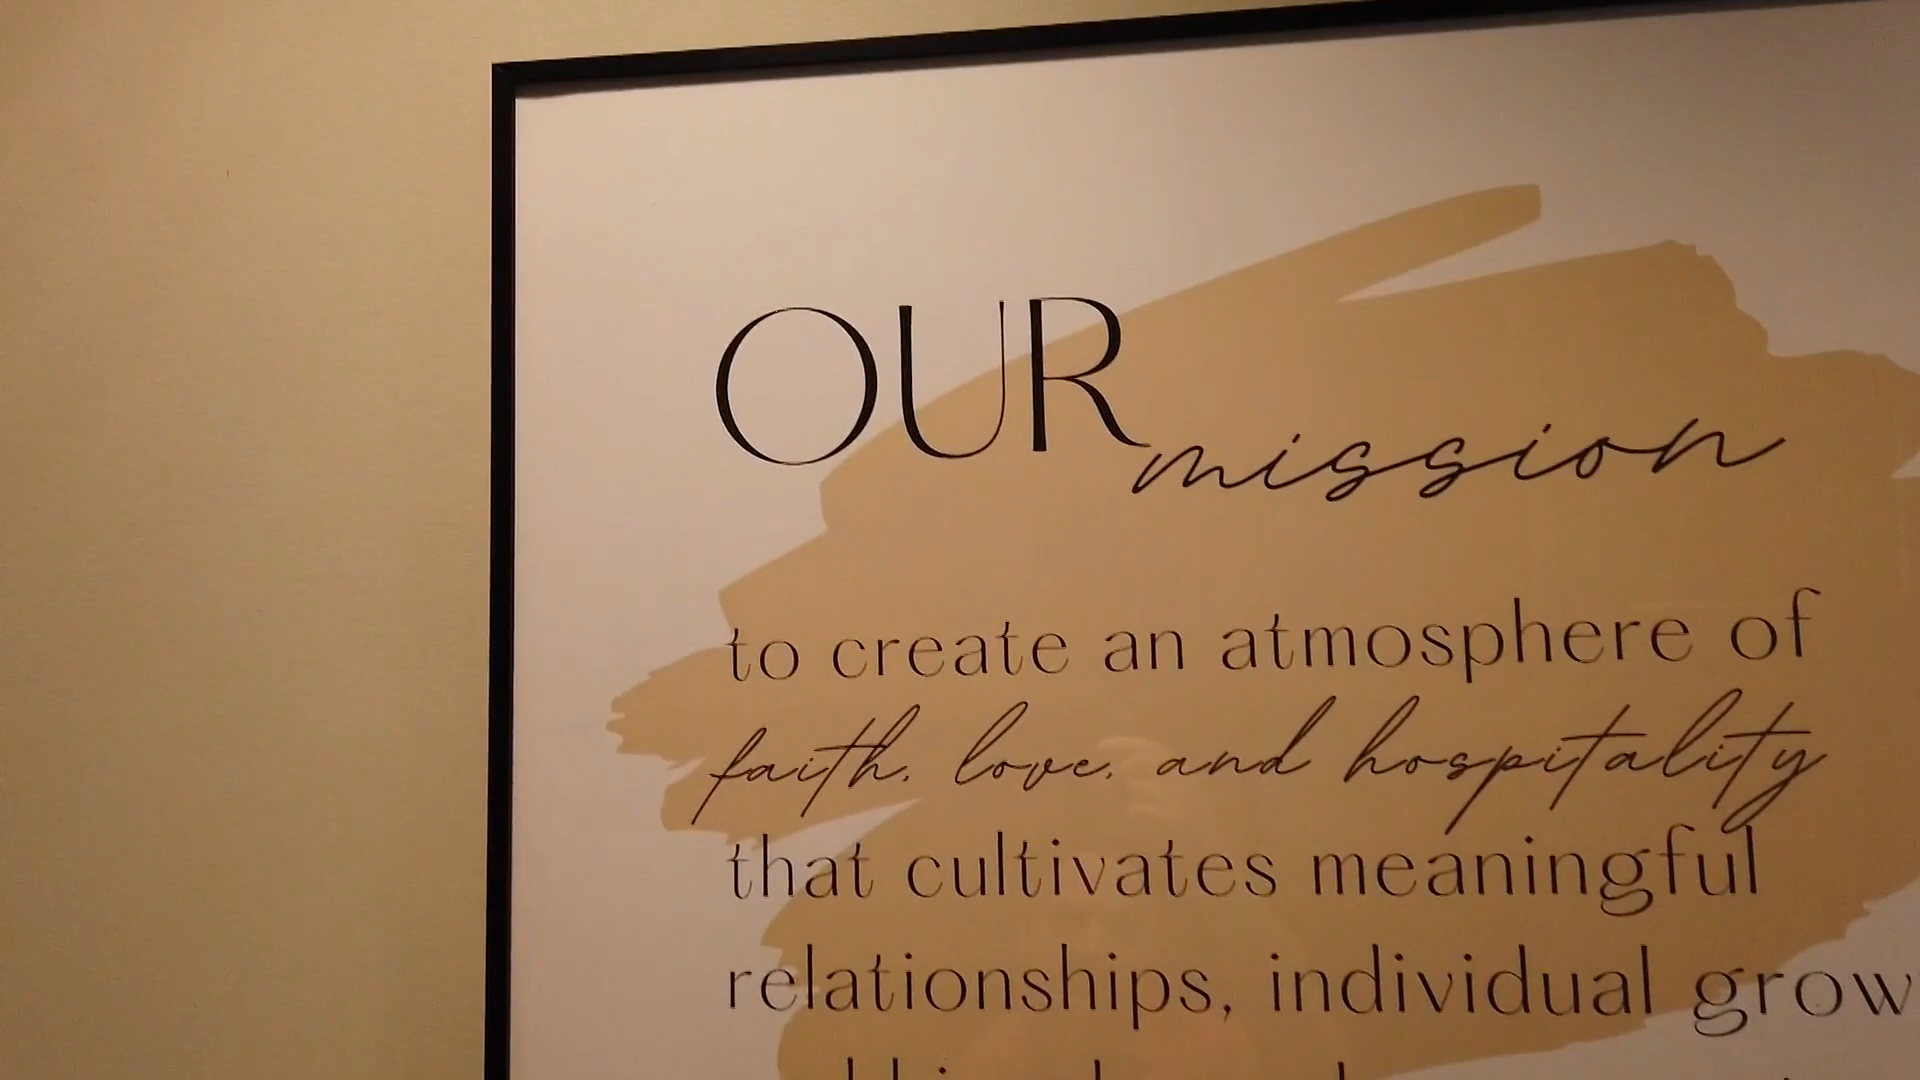 OUR mission
to create an atmosphere of
faith, love, and hospitality
that cultivates meaningful
relationships, individual grow